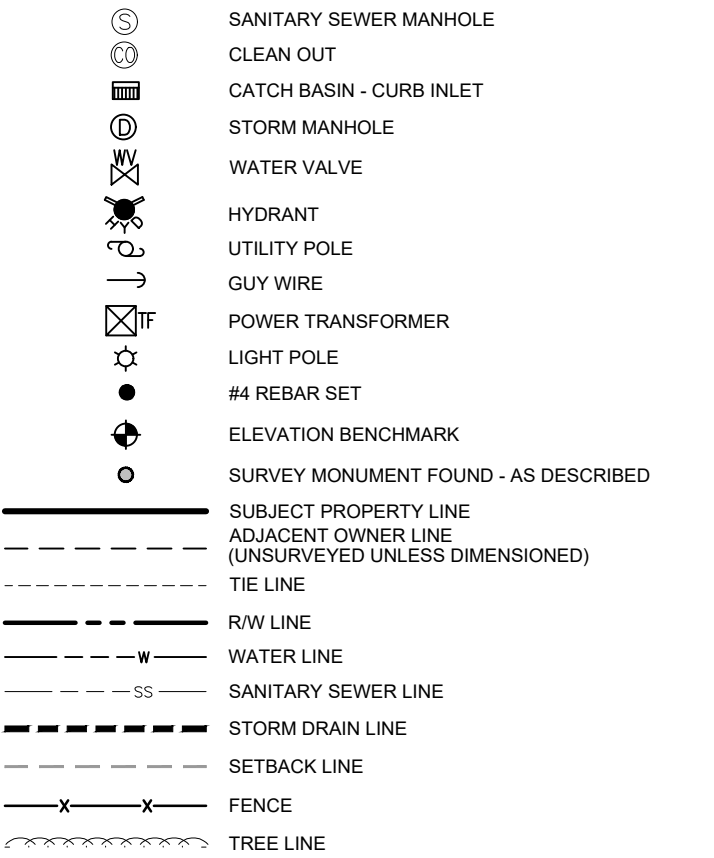 S SANITARY SEWER MANHOLE
CO CLEAN OUT
CATCH BASIN - CURB INLET
D STORM MANHOLE
WV WATER VALVE
HYD HYDRANT
UTILITY POLE
GUY WIRE
TF POWER TRANSFORMER
LIGHT POLE
#4 REBAR SET
ELEVATION BENCHMARK
SURVEY MONUMENT FOUND - AS DESCRIBED
SUBJECT PROPERTY LINE
ADJACENT OWNER LINE
(UNSURVEYED UNLESS DIMENSIONED)
TIE LINE
R/W LINE
W WATER LINE
SS SANITARY SEWER LINE
STORM DRAIN LINE
SETBACK LINE
X X FENCE
TREE LINE